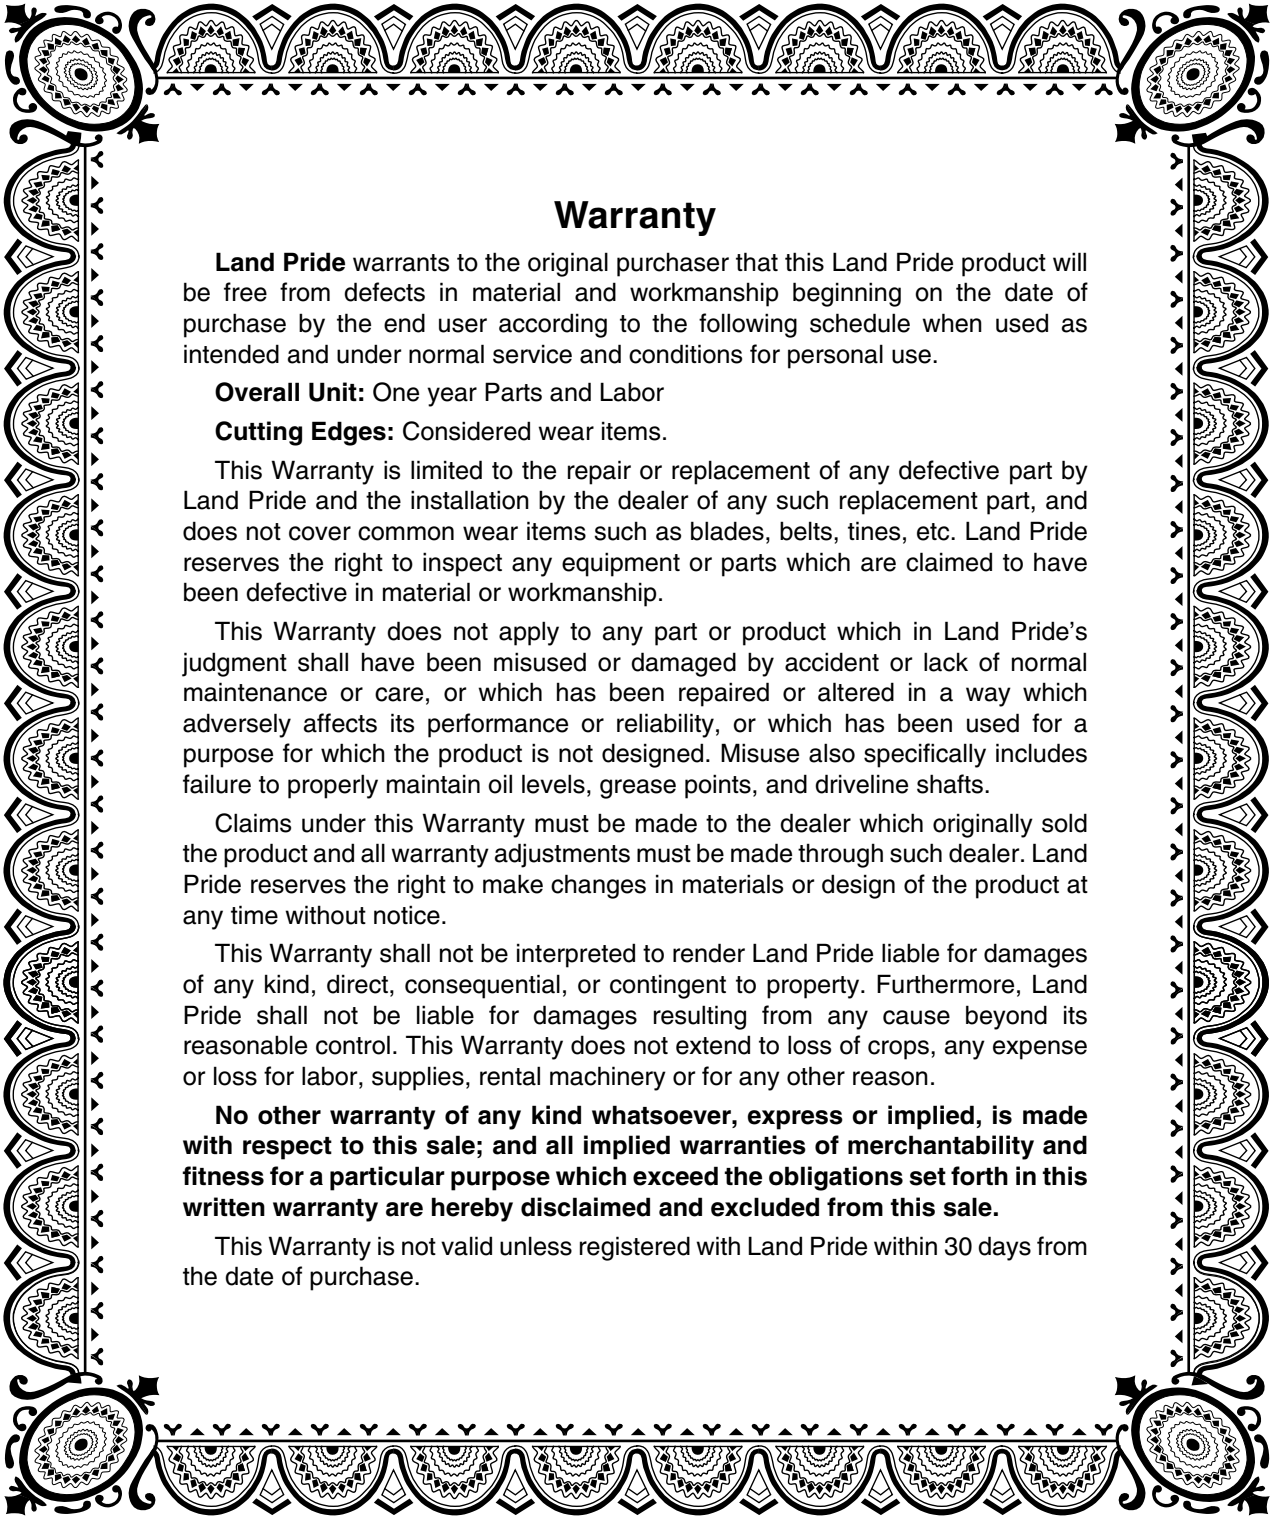 Warranty
Land Pride warrants to the original purchaser that this Land Pride product will
be free from defects in material and workmanship beginning on the date of
purchase by the end user according to the following schedule when used as
intended and under normal service and conditions for personal use.
Overall Unit: One year Parts and Labor
Cutting Edges: Considered wear items.
This Warranty is limited to the repair or replacement of any defective part by
Land Pride and the installation by the dealer of any such replacement part, and
does not cover common wear items such as blades, belts, tines, etc. Land Pride
reserves the right to inspect any equipment or parts which are claimed to have
been defective in material or workmanship.
This Warranty does not apply to any part or product which in Land Pride’s
judgment shall have been misused or damaged by accident or lack of normal
maintenance or care, or which has been repaired or altered in a way which
adversely affects its performance or reliability, or which has been used for a
purpose for which the product is not designed. Misuse also specifically includes
failure to properly maintain oil levels, grease points, and driveline shafts.
Claims under this Warranty must be made to the dealer which originally sold
the product and all warranty adjustments must be made through such dealer. Land
Pride reserves the right to make changes in materials or design of the product at
any time without notice.
This Warranty shall not be interpreted to render Land Pride liable for damages
of any kind, direct, consequential, or contingent to property. Furthermore, Land
Pride shall not be liable for damages resulting from any cause beyond its
reasonable control. This Warranty does not extend to loss of crops, any expense
or loss for labor, supplies, rental machinery or for any other reason.
No other warranty of any kind whatsoever, express or implied, is made
with respect to this sale; and all implied warranties of merchantability and
fitness for a particular purpose which exceed the obligations set forth in this
written warranty are hereby disclaimed and excluded from this sale.
This Warranty is not valid unless registered with Land Pride within 30 days from
the date of purchase.